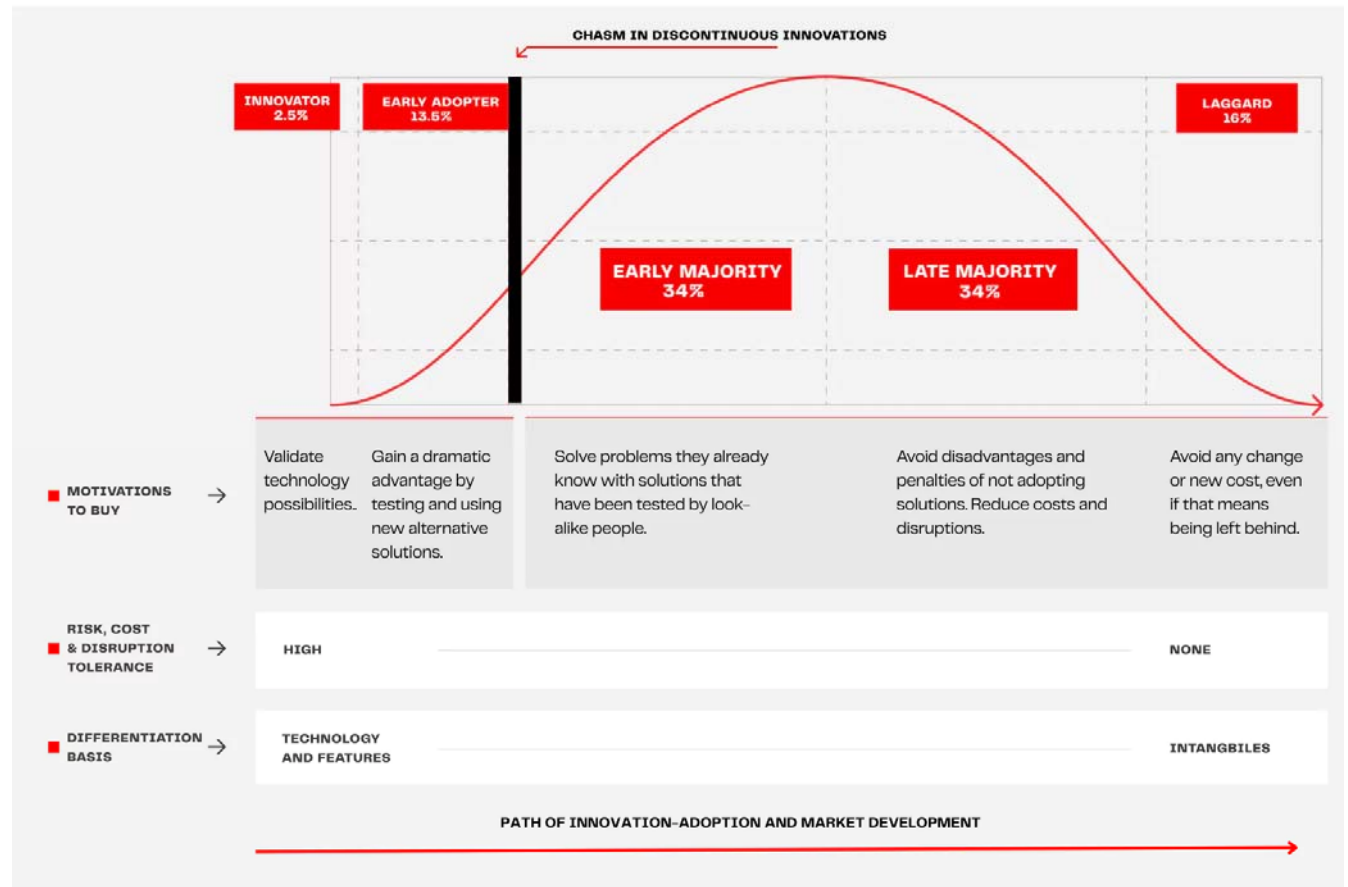 CHASM IN DISCONTINUOUS INNOVATIONS
INNOVATOR
2.5%
EARLY ADOPTER
13.5%
LAGGARD
16%
EARLY MAJORITY
34%
LATE MAJORITY
34%
MOTIVATIONS
TO BUY
Validate
technology
possibilities.
Gain a dramatic
advantage by
testing and using
new alternative
solutions.
Solve problems they already
know with solutions that
have been tested by look-
alike people.
Avoid disadvantages and
penalties of not adopting
solutions. Reduce costs and
disruptions.
Avoid any change
or new cost, even
if that means
being left behind.
RISK, COST
& DISRUPTION
TOLERANCE
HIGH
NONE
DIFFERENTIATION
BASIS
TECHNOLOGY
AND FEATURES
INTANGBILES
PATH OF INNOVATION-ADOPTION AND MARKET DEVELOPMENT